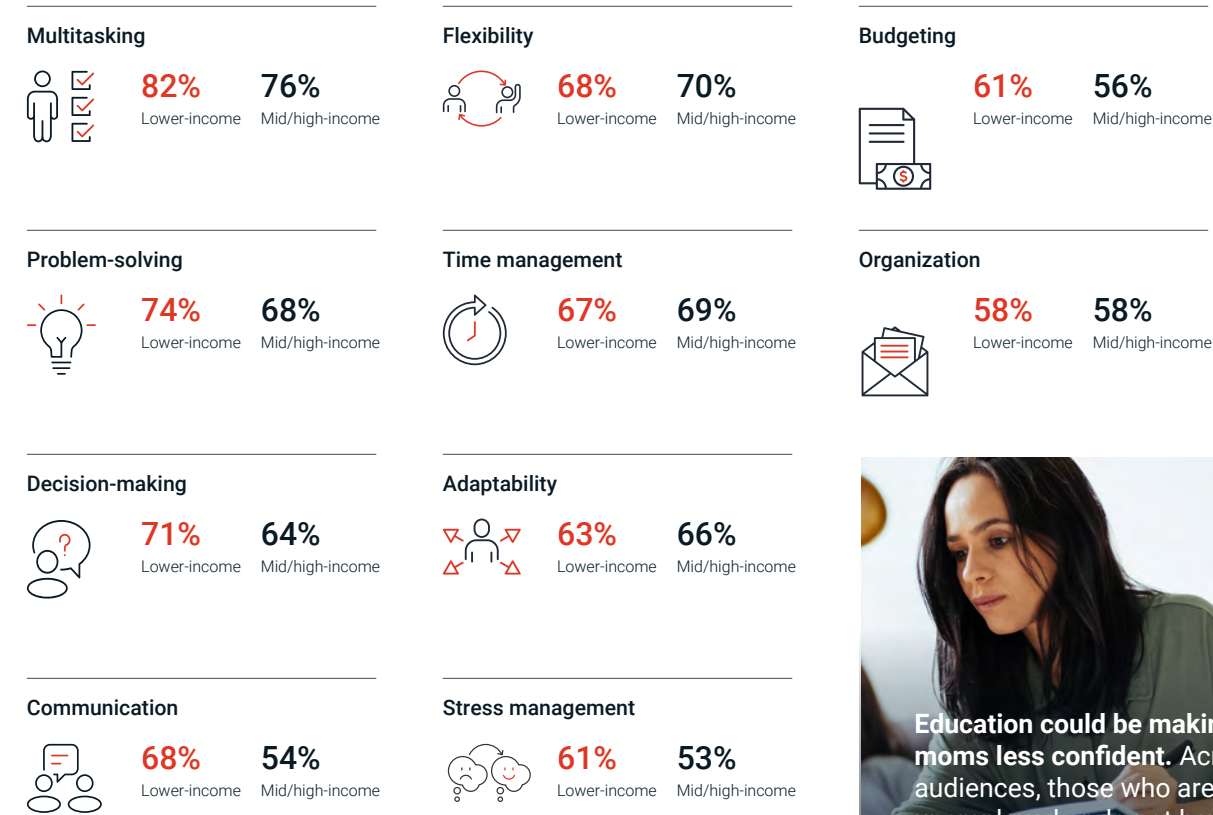 Multitasking
82% 76%
Lower-income Mid/high-income
Problem-solving
74% 68%
Lower-income Mid/high-income
Decision-making
71% 64%
Lower-income Mid/high-income
Communication
68% 54%
Lower-income Mid/high-income
Flexibility
68% 70%
Lower-income Mid/high-income
Time management
67% 69%
Lower-income Mid/high-income
Adaptability
63% 66%
Lower-income Mid/high-income
Stress management
61% 53%
Lower-income Mid/high-income
Budgeting
$
61% 56%
Lower-income Mid/high-income
Organization
58% 58%
Lower-income Mid/high-income
Education could be makin
moms less confident. Acr
audiences, those who are